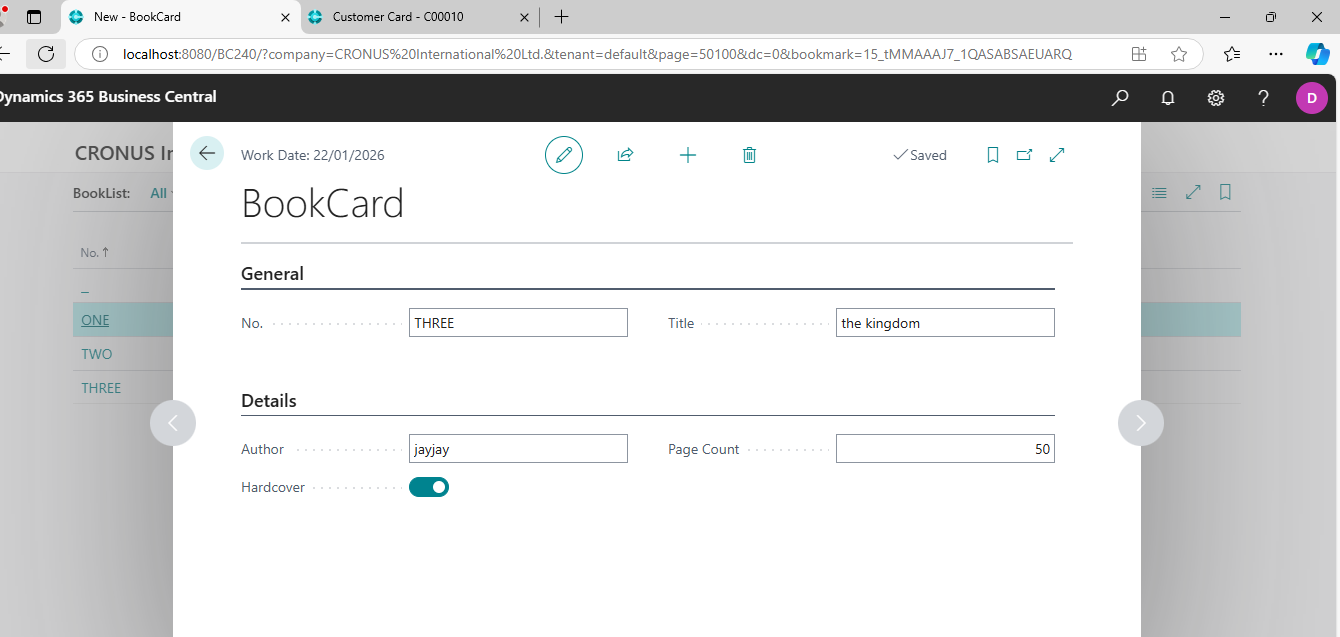 New - BookCard
Customer Card - C00010
localhost:8080/BC240/?company=CRONUS%20International%20Ltd.&tenant=default&page=50100&dc=0&bookmark=15_tMMAAAJ7_1QASABSAEUARQ
Dynamics 365 Business Central
D
CRONUS In
Work Date: 22/01/2026
Saved
BookList:
All
BookCard
No.
General
ONE
No.
THREE
Title
the kingdom
TWO
THREE
Details
Author
jayjay
Page Count
50
Hardcover